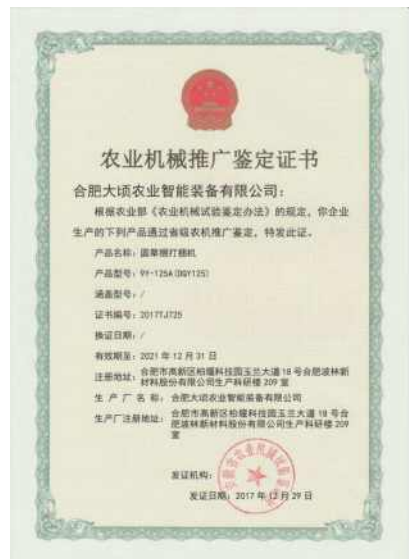 农业机械推广鉴定证书
合肥大顷农业智能装备有限公司：
根据农业部《农业机械试验鉴定办法》的规定，你企业
生产的下列产品通过省级农机推广鉴定，特发此证。
产品名称：圆草捆打捆机
产品型号：9Y-125A(DQY125)
涵盖型号：/
证书编号：2017TJ725
换证日期：/
有效期至：2021 年 12 月 31 日
注册地址：合肥市高新区柏堰科技园玉兰大道 18 号合肥波林新
材料股份有限公司生产科研楼 209 室
生 产 厂 名 称：合肥大顷农业智能装备有限公司
生产厂注册地址：合肥市高新区柏堰科技园玉兰大道 18 号合
肥波林新材料股份有限公司生产科研楼 209
室
发证机构：
发证日期：2017 年 12 月 29 日